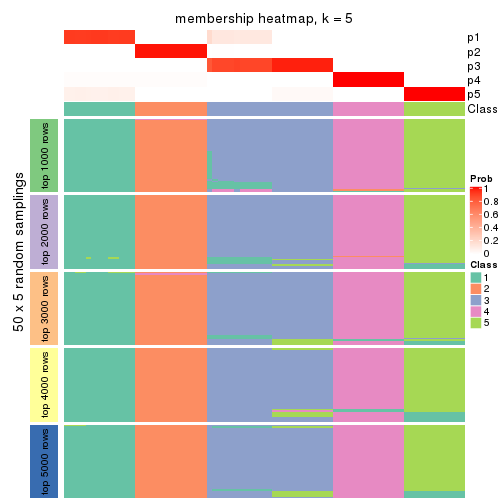 membership heatmap, k = 5
p1
p2
p3
p4
p5
Class
50 x 5 random samplings
top 1000 rows
top 2000 rows
top 3000 rows
top 4000 rows
top 5000 rows
Prob
1
0.8
0.6
0.4
0.2
0
Class
1
2
3
4
5